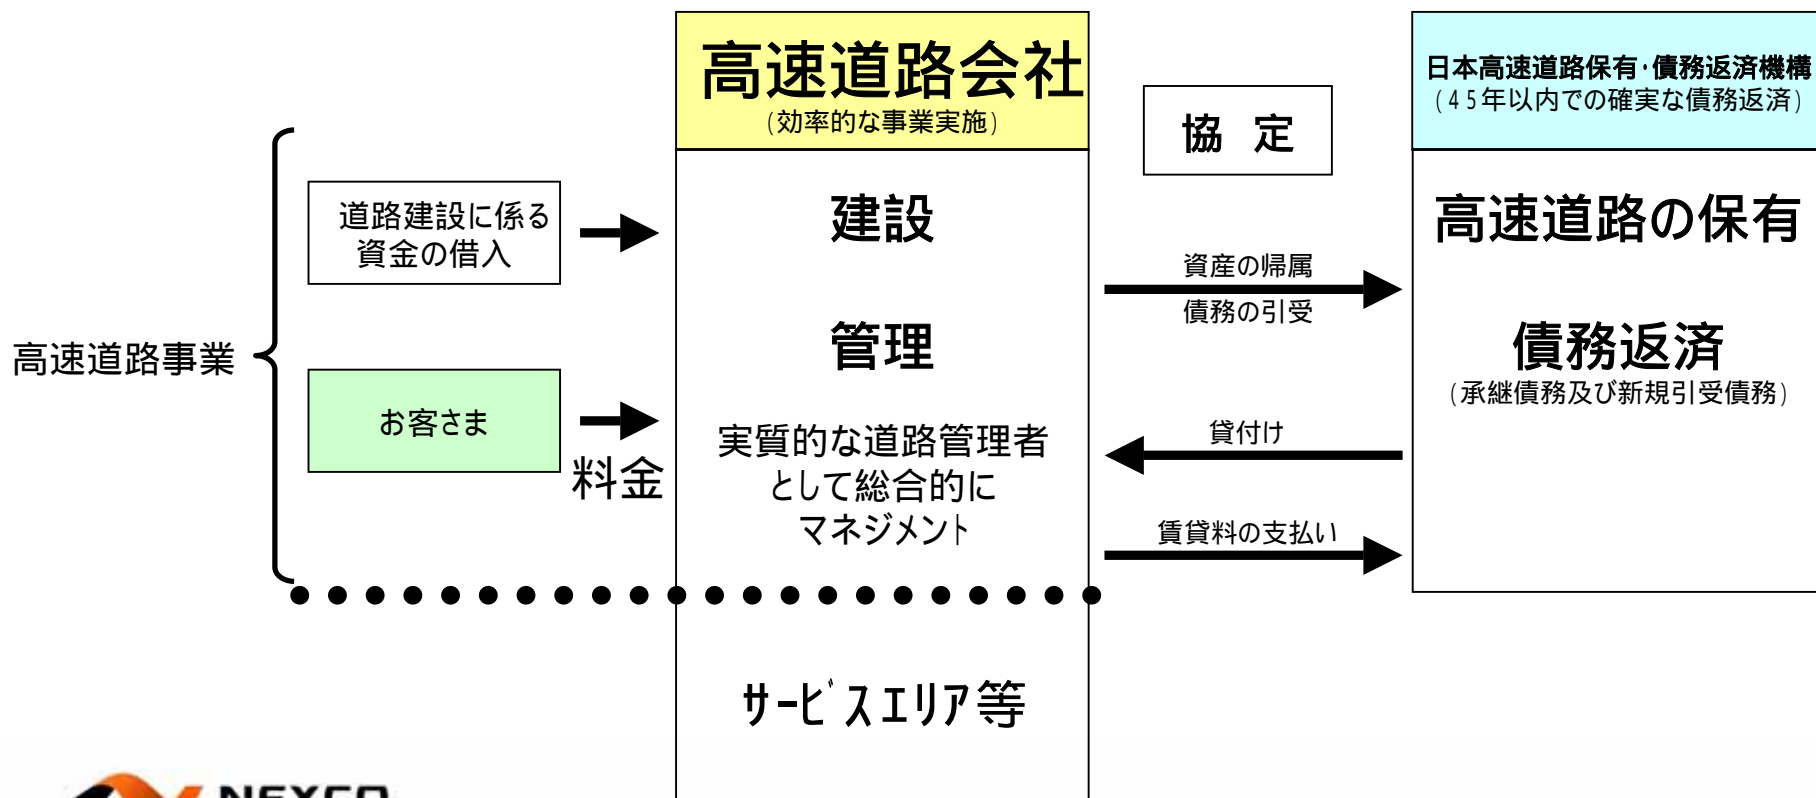 高速道路会社
(効率的な事業実施)
日本高速道路保有・債務返済機構
(45年以内での確実な債務返済)
協 定
道路建設に係る
資金の借入
建設
高速道路の保有
資産の帰属
債務の引受
管理
債務返済
(承継債務及び新規引受債務)
高速道路事業
お客さま
料金
実質的な道路管理者
として総合的に
マネジメント
貸付け
賃貸料の支払い
サービスエリア等
NEXCO